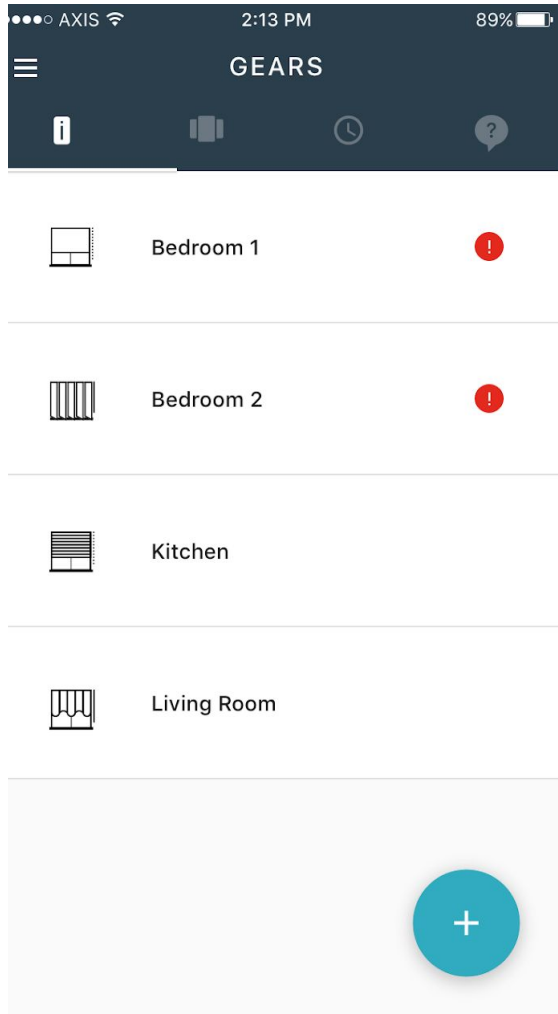 AXIS 2:13 PM 89%
GEARS
Bedroom 1
Bedroom 2
Kitchen
Living Room